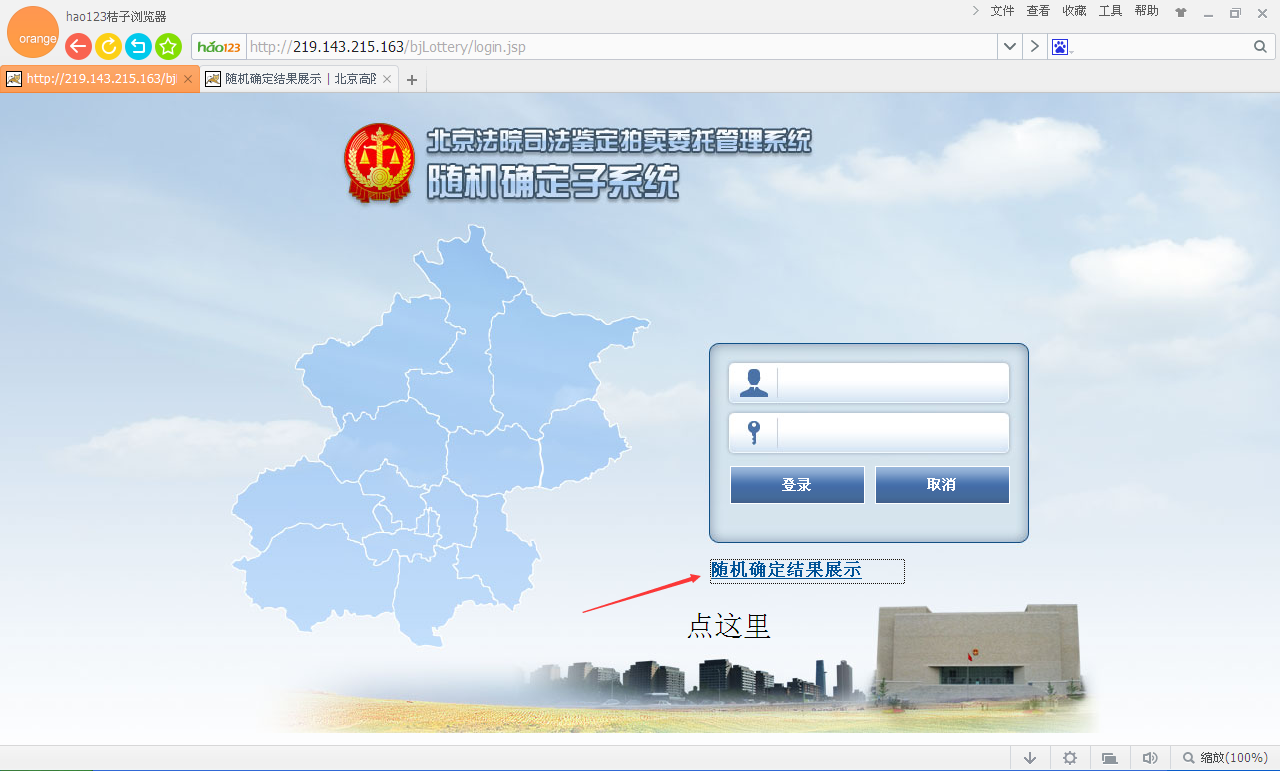 orange
hao123桔子浏览器
文件 查看 收藏 工具 帮助
hao123 http://219.143.215.163/bjLottery/login.jsp
http://219.143.215.163/bjl
随机确定结果展示 | 北京高院
北京法院司法鉴定拍卖委托管理系统
随机确定子系统
登录 取消
随机确定结果展示
点这里
缩放(100%)